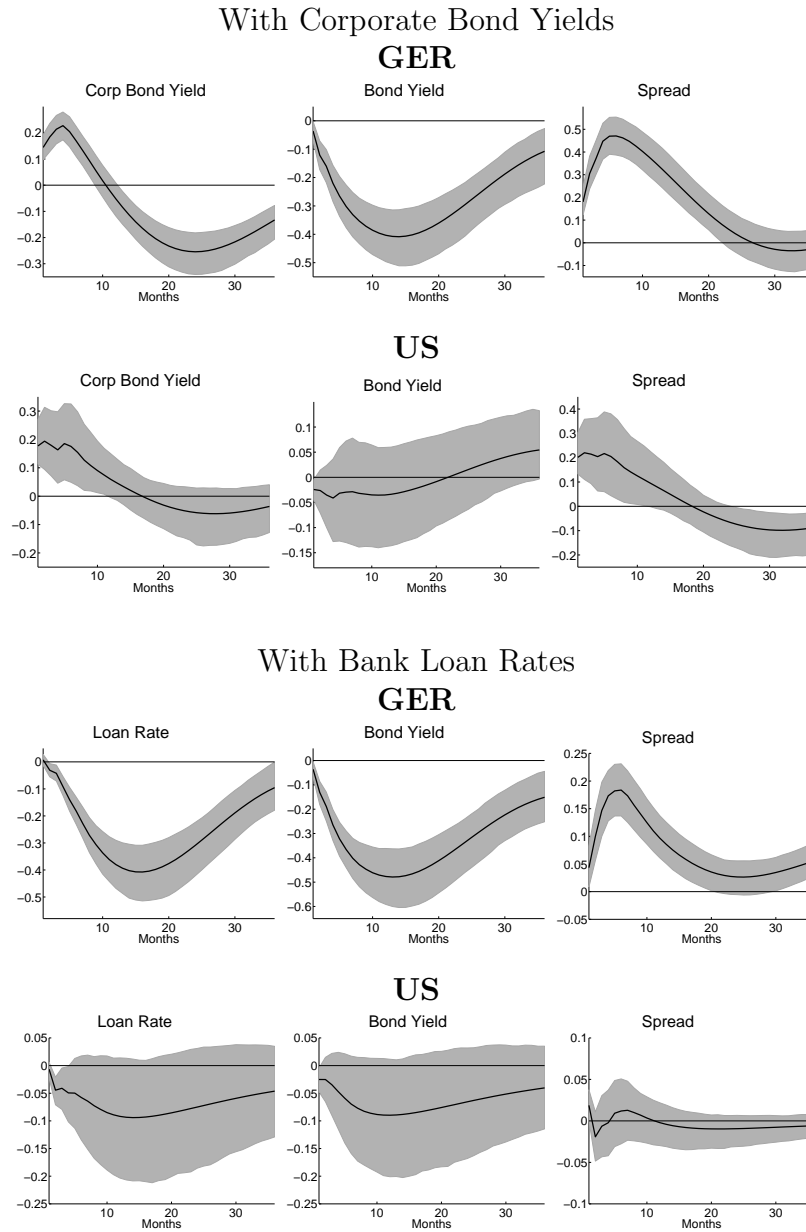 With Corporate Bond Yields
GER
Corp Bond Yield
0.2
0.1
0
−0.1
−0.2
−0.3
10 20 30
Months
Bond Yield
0
−0.1
−0.2
−0.3
−0.4
−0.5
10 20 30
Months
Spread
0.5
0.4
0.3
0.2
0.1
0
−0.1
10 20 30
Months
US
Corp Bond Yield
0.3
0.2
0.1
0
−0.1
−0.2
10 20 30
Months
Bond Yield
0.1
0.05
0
−0.05
−0.1
−0.15
10 20 30
Months
Spread
0.4
0.3
0.2
0.1
0
−0.1
−0.2
10 20 30
Months
With Bank Loan Rates
GER
Loan Rate
0
−0.1
−0.2
−0.3
−0.4
−0.5
10 20 30
Months
Bond Yield
0
−0.1
−0.2
−0.3
−0.4
−0.5
−0.6
10 20 30
Months
Spread
0.25
0.2
0.15
0.1
0.05
0
−0.05
10 20 30
Months
US
Loan Rate
0.05
0
−0.05
−0.1
−0.15
−0.2
−0.25
10 20 30
Months
Bond Yield
0.05
0
−0.05
−0.1
−0.15
−0.2
−0.25
10 20 30
Months
Spread
0.1
0.05
0
−0.05
−0.1
10 20 30
Months